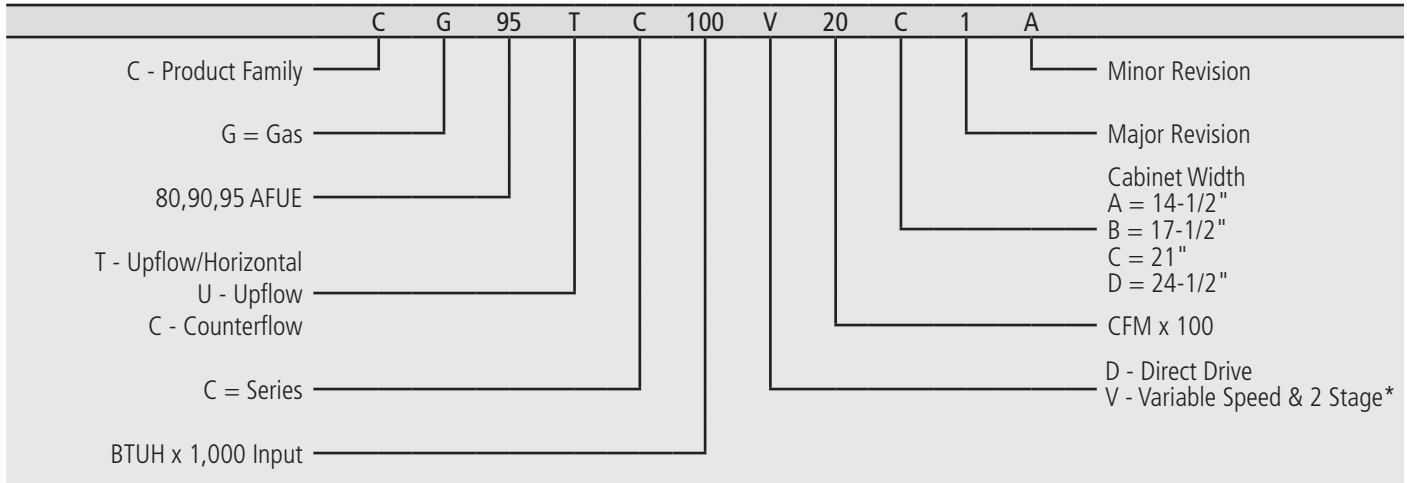 C G 95 T C 100 V 20 C 1 A
C - Product Family
G = Gas
80,90,95 AFUE
T - Upflow/Horizontal
U - Upflow
C - Counterflow
C = Series
BTUH x 1,000 Input
Minor Revision
Major Revision
Cabinet Width
A = 14-1/2"
B = 17-1/2"
C = 21"
D = 24-1/2"
CFM x 100
D - Direct Drive
V - Variable Speed & 2 Stage*